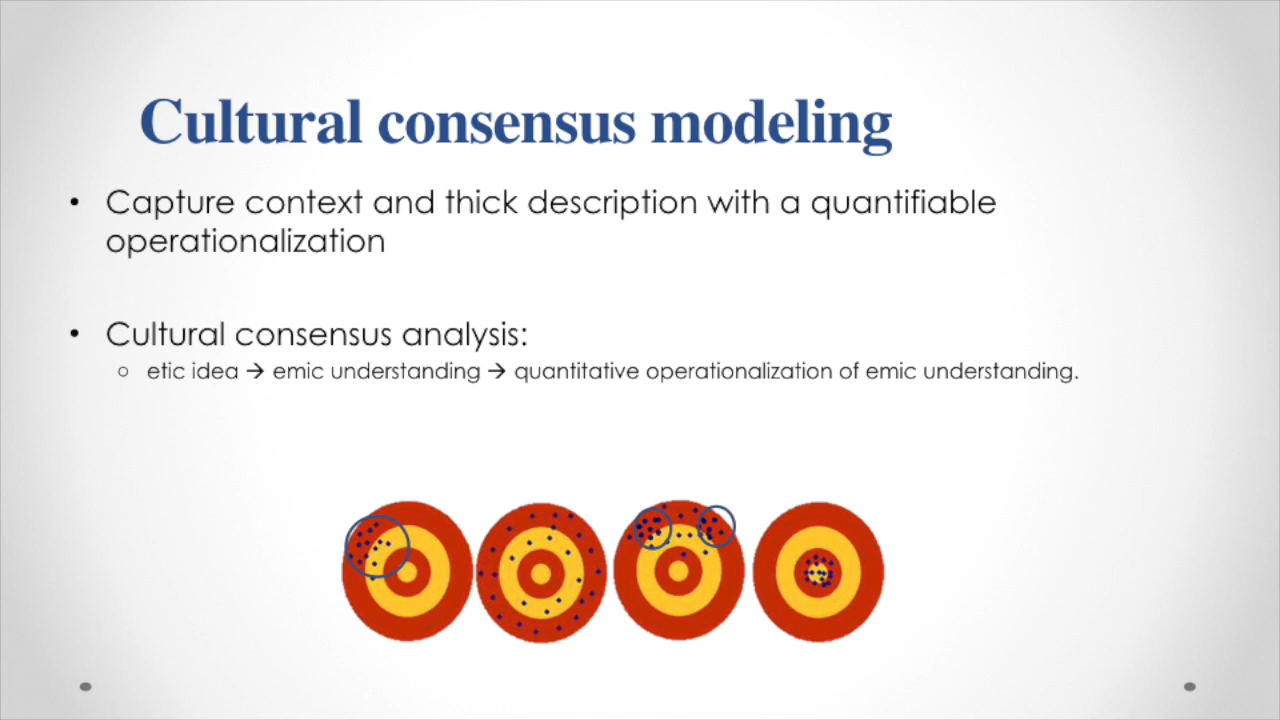 Cultural consensus modeling
• Capture context and thick description with a quantifiable
operationalization
• Cultural consensus analysis:
○ etic idea → emic understanding → quantitative operationalization of emic understanding.